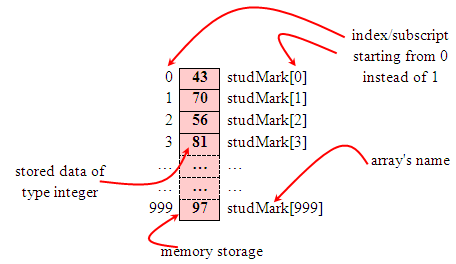 index/subscript
starting from 0
instead of 1
0 43 studMark[0]
1 70 studMark[1]
2 56 studMark[2]
3 81 studMark[3]
... ... ...
... ... ...
999 97 studMark[999]
array's name
stored data of
type integer
memory storage